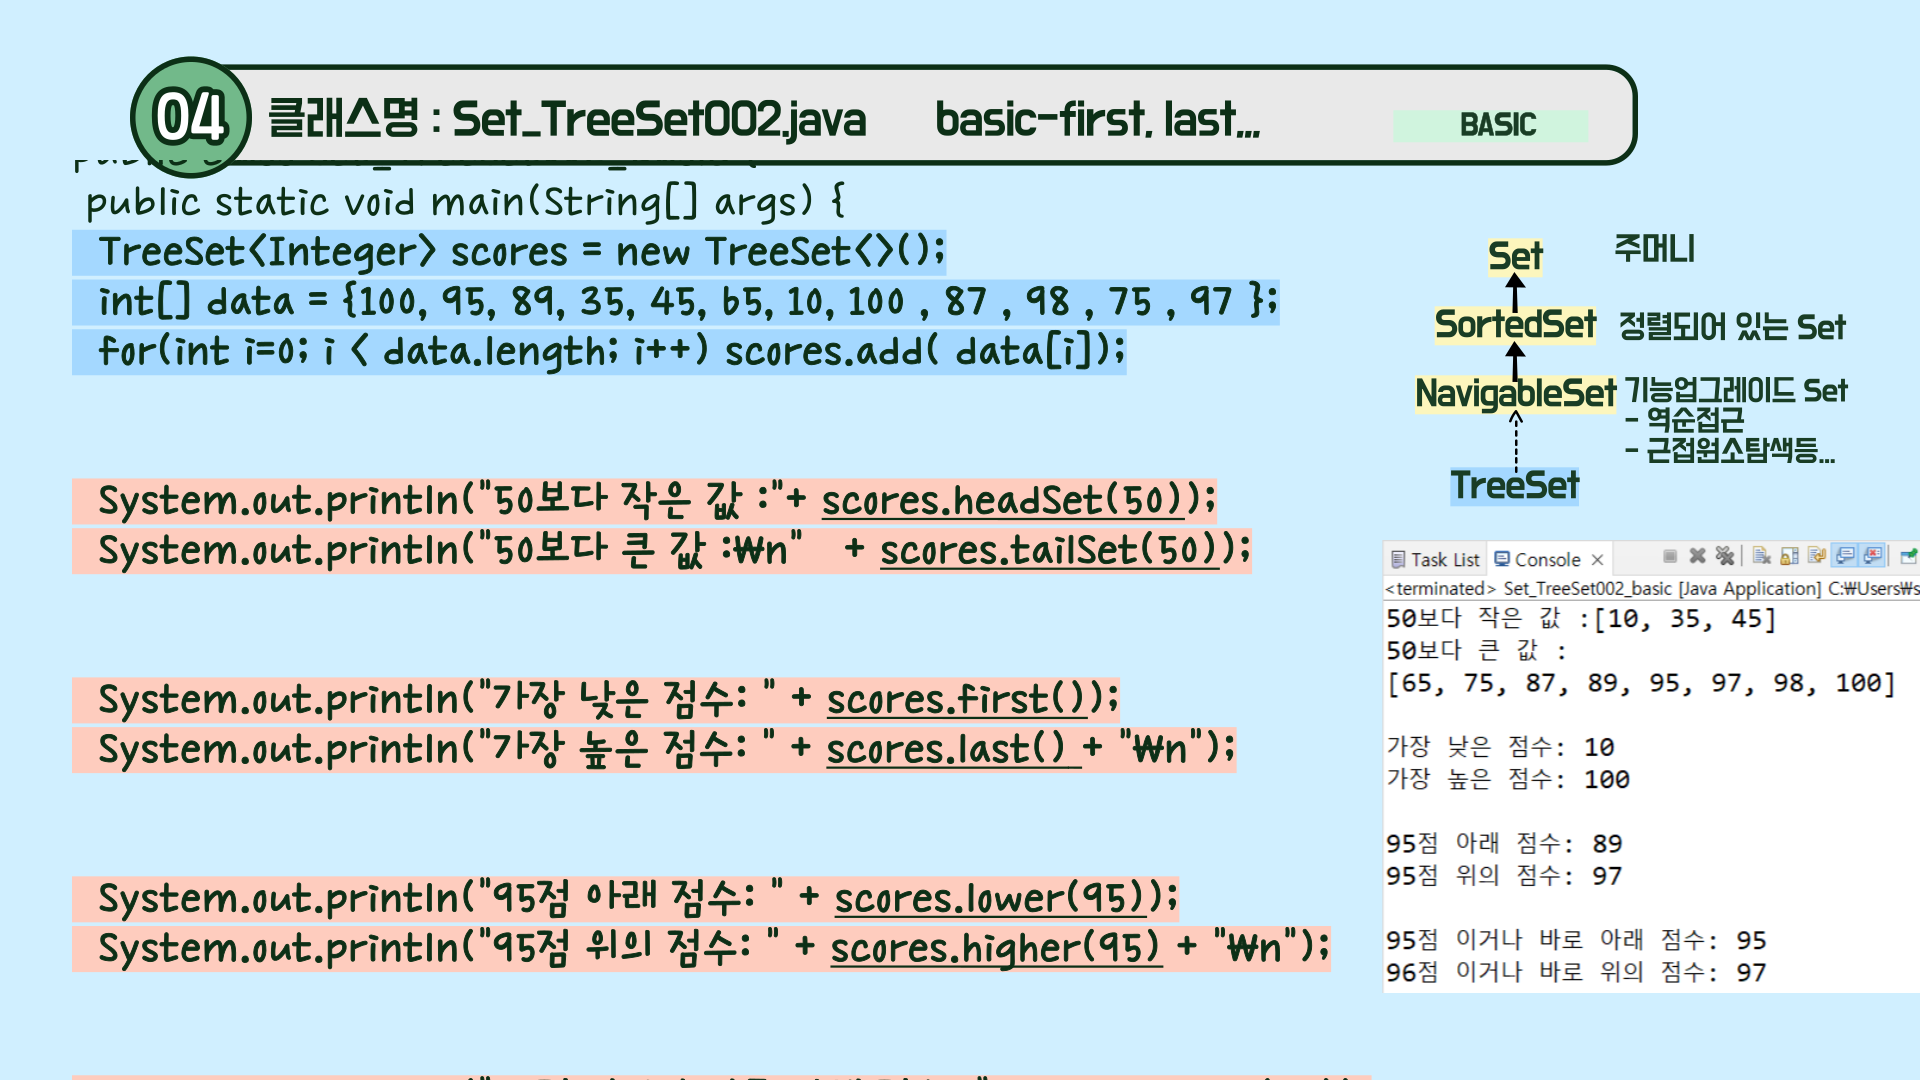 04 클래스명 : Set_TreeSet002.java basic-first, last... BASIC
public static void main(String[] args) {
TreeSet<Integer> scores = new TreeSet<>();
int[] data = {100, 95, 89, 35, 45, 65, 10, 100 , 87 , 98 , 75 , 97 };
for(int i=0; i < data.length; i++) scores.add( data[i]);
System.out.println("50보다 작은 값 :"+ scores.headSet(50));
System.out.println("50보다 큰 값 :₩n" + scores.tailSet(50));
System.out.println("가장 낮은 점수: " + scores.first());
System.out.println("가장 높은 점수: " + scores.last() + "₩n");
System.out.println("95점 아래 점수: " + scores.lower(95));
System.out.println("95점 위의 점수: " + scores.higher(95) + "₩n");
Set 주머니
SortedSet 정렬되어 있는 Set
NavigableSet 기능업그레이드 Set
- 역순접근
- 근접원소탐색등...
TreeSet
Task List Console
<terminated> Set_TreeSet002_basic [Java Application] C:₩Users₩s
50보다 작은 값 :[10, 35, 45]
50보다 큰 값 :
[65, 75, 87, 89, 95, 97, 98, 100]
가장 낮은 점수: 10
가장 높은 점수: 100
95점 아래 점수: 89
95점 위의 점수: 97
95점 이거나 바로 아래 점수: 95
96점 이거나 바로 위의 점수: 97